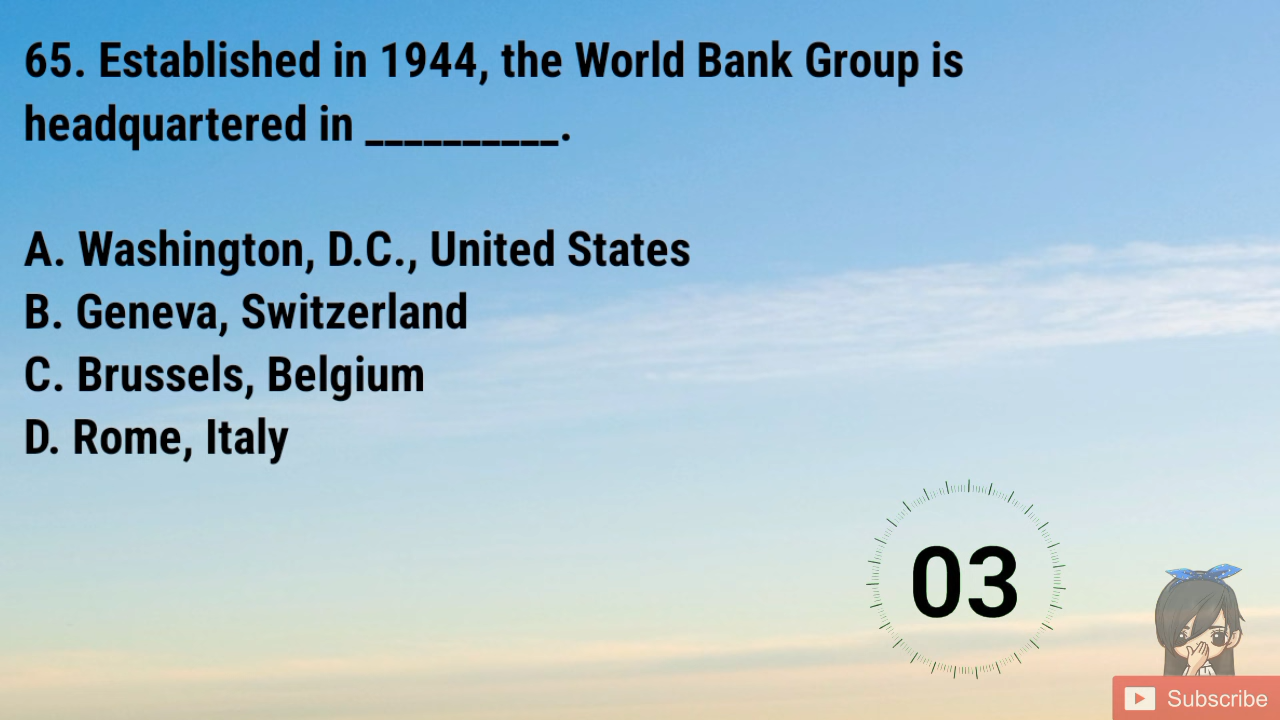 65. Established in 1944, the World Bank Group is
headquartered in __________.
A. Washington, D.C., United States
B. Geneva, Switzerland
C. Brussels, Belgium
D. Rome, Italy
03
Subscribe